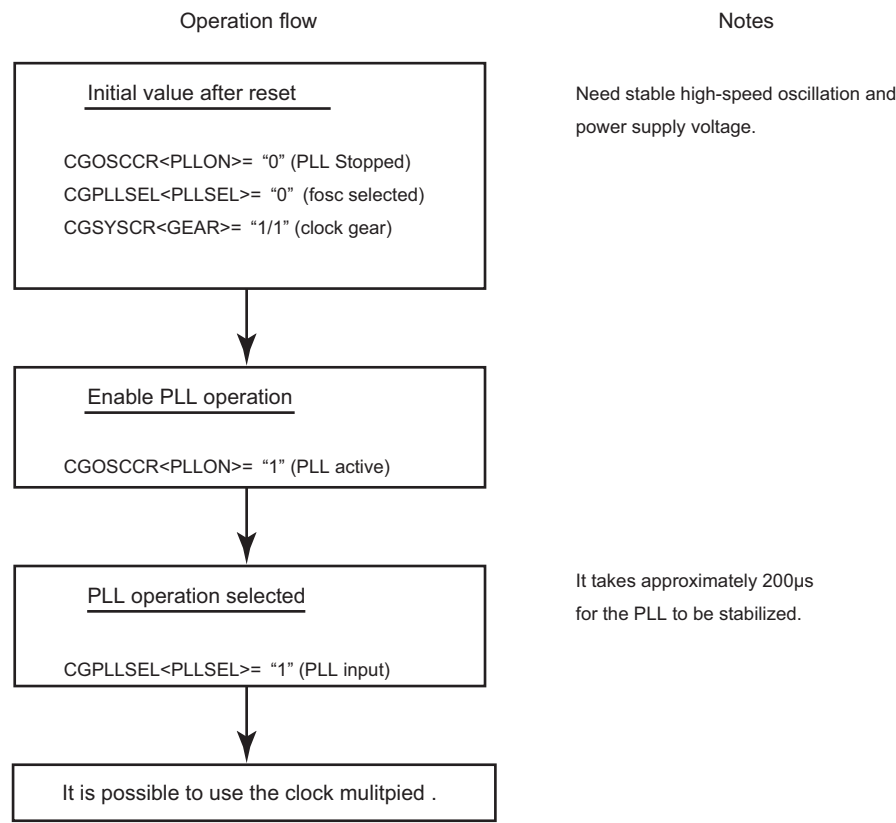 Operation flow
Notes
Initial value after reset
CGOSCCR<PLLON>= “0” (PLL Stopped)
CGPLLSEL<PLLSEL>= “0” (fosc selected)
CGSYSCR<GEAR>= “1/1” (clock gear)
Need stable high-speed oscillation and
power supply voltage.
Enable PLL operation
CGOSCCR<PLLON>= “1” (PLL active)
PLL operation selected
CGPLLSEL<PLLSEL>= “1” (PLL input)
It takes approximately 200µs
for the PLL to be stabilized.
It is possible to use the clock mulitpied .